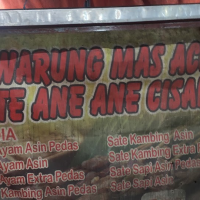 WARUNG MAS AC
TE ANE ANE CISA
IA
Ayam Asin Pedas
Ayam Asin
Ayam Extra Pedas
Kambing Asin Pedas
Sate Kambing Asin
Sate Kambing Extra
Sate Sapi Asin Pedas
Sate Sapi Asin